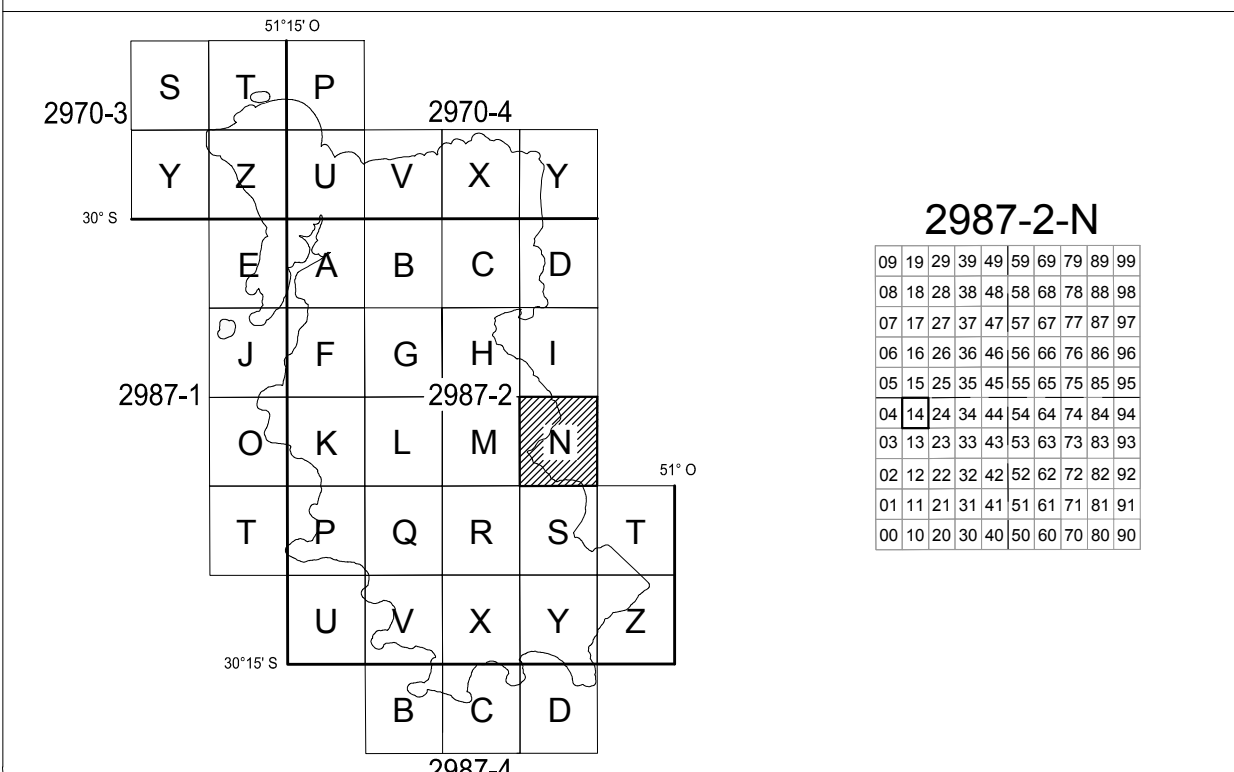 51°15' O
S T P
2970-3
2970-4
Y Z U V X Y
30° S
E A B C D
J F G H I
2987-1
2987-2
O K L M N
51° O
T P Q R S T
U V X Y Z
30°15' S
B C D
2987-4
2987-2-N
09 19 29 39 49 59 69 79 89 99
08 18 28 38 48 58 68 78 88 98
07 17 27 37 47 57 67 77 87 97
06 16 26 36 46 56 66 76 86 96
05 15 25 35 45 55 65 75 85 95
04 14 24 34 44 54 64 74 84 94
03 13 23 33 43 53 63 73 83 93
02 12 22 32 42 52 62 72 82 92
01 11 21 31 41 51 61 71 81 91
00 10 20 30 40 50 60 70 80 90